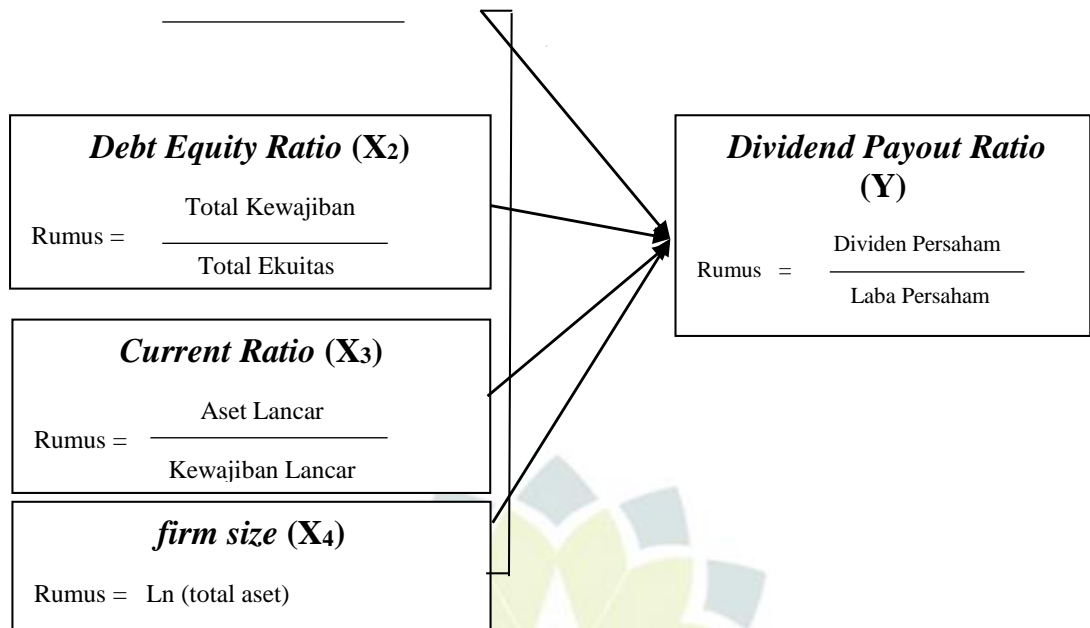 Debt Equity Ratio (X2)
Total Kewajiban
Rumus =
Total Ekuitas
Current Ratio (X3)
Aset Lancar
Rumus =
Kewajiban Lancar
firm size (X4)
Rumus = Ln (total aset)
Dividend Payout Ratio
(Y)
Dividen Persaham
Rumus =
Laba Persaham